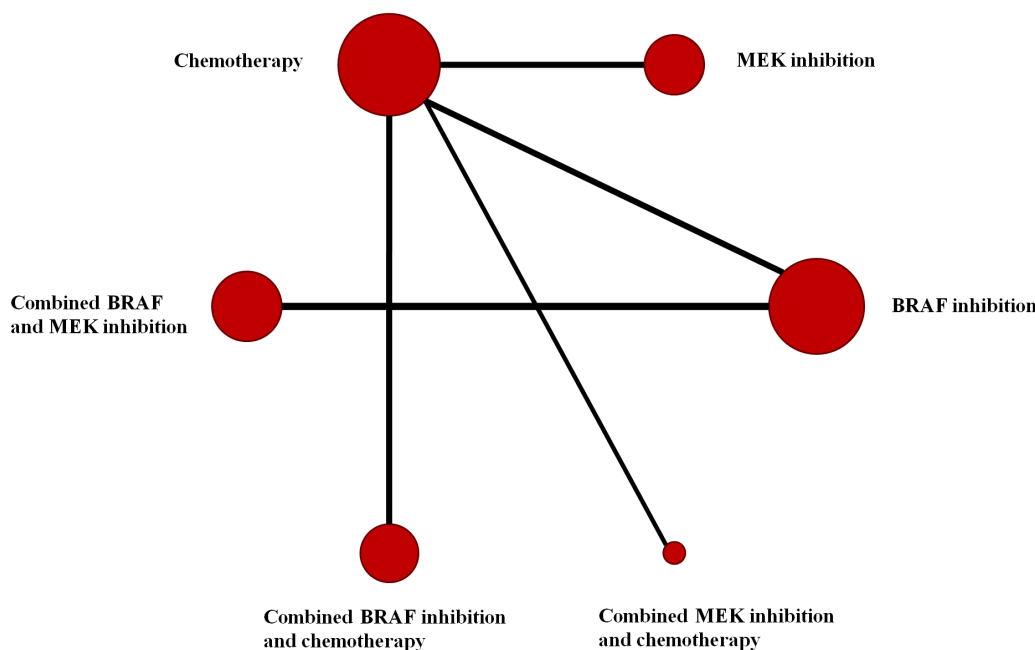 Chemotherapy
MEK inhibition
Combined BRAF
and MEK inhibition
BRAF inhibition
Combined BRAF inhibition
and chemotherapy
Combined MEK inhibition
and chemotherapy